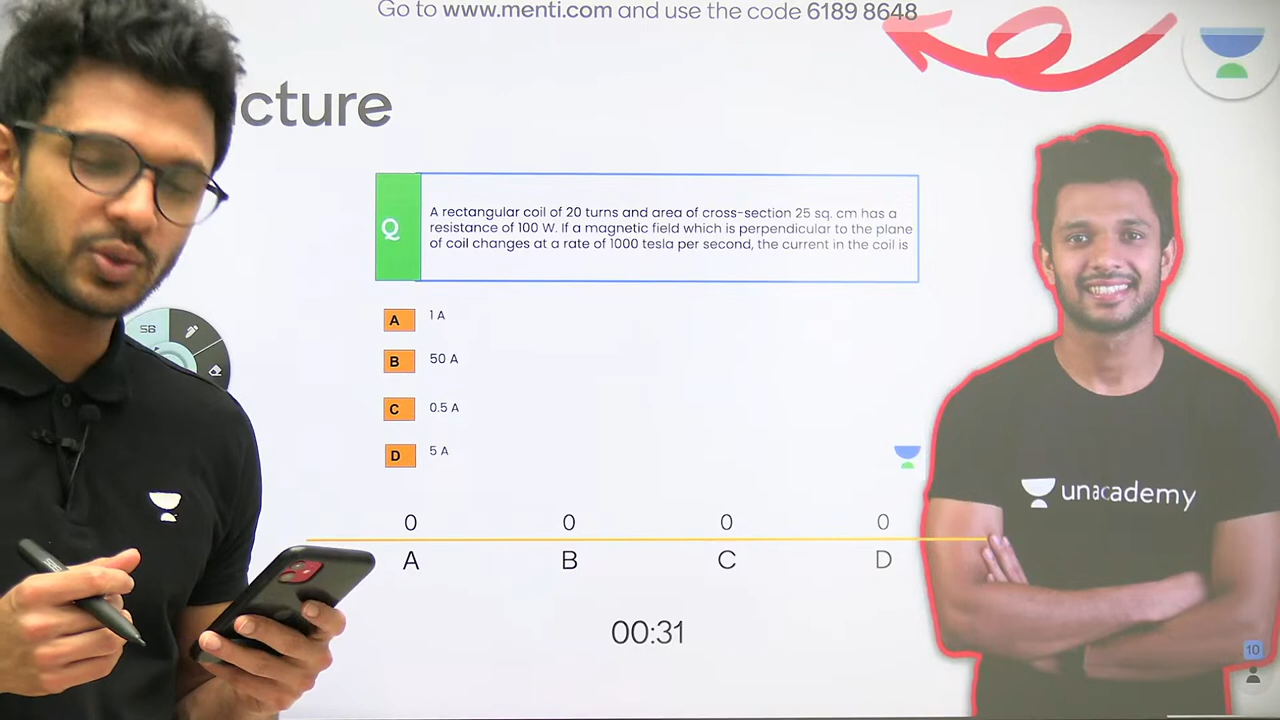 Go to www.menti.com and use the code 6189 8648
cture
Q
A rectangular coil of 20 turns and area of cross-section 25 sq. cm has a
resistance of 100 W. If a magnetic field which is perpendicular to the plane
of coil changes at a rate of 1000 tesla per second, the current in the coil is
SB
A 1 A
B 50 A
C 0.5 A
D 5 A
unacademy
0 0 0 0
A B C D
00:31
10